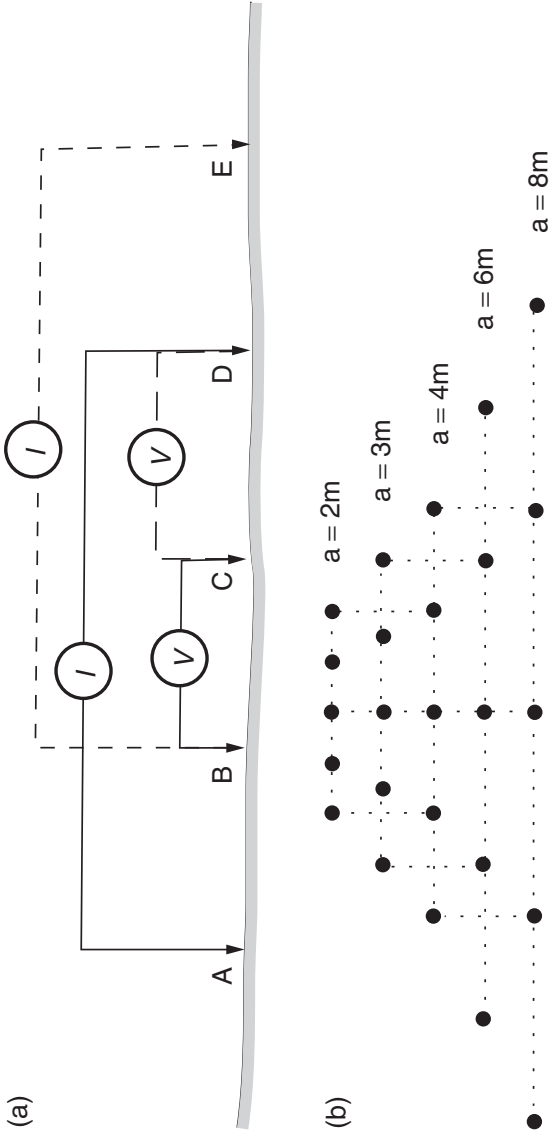 (a)
I
I
V
V
A
B
C
D
E
(b)
a = 2m
a = 3m
a = 4m
a = 6m
a = 8m